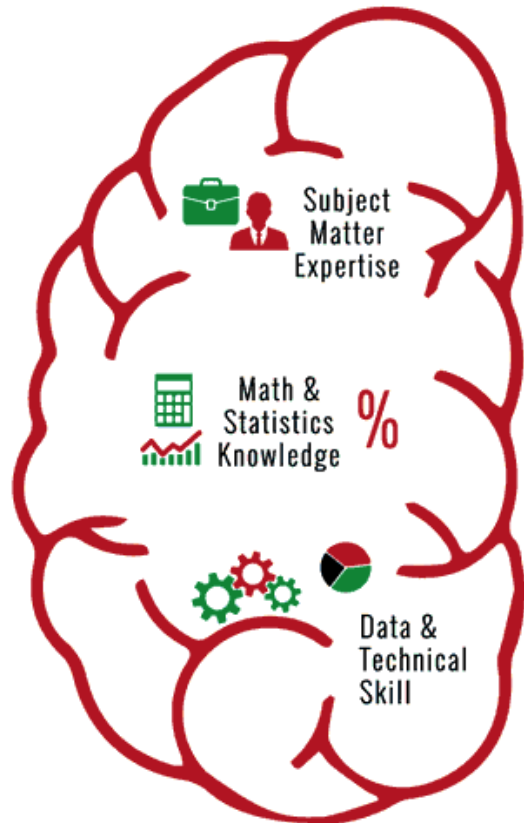 Subject
Matter
Expertise
Math &
Statistics
Knowledge
%
Data &
Technical
Skill